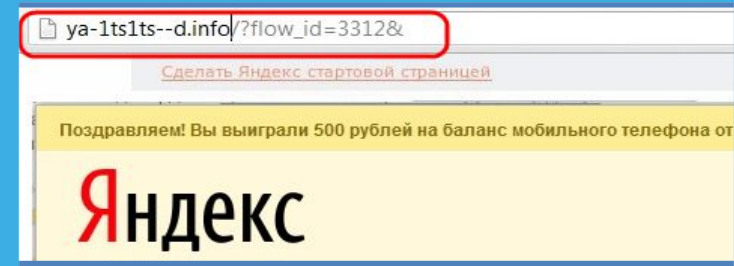 ya-1ts1ts--d.info/?flow_id=3312&
Сделать Яндекс стартовой страницей
Поздравляем! Вы выиграли 500 рублей на баланс мобильного телефона от
Яндекс